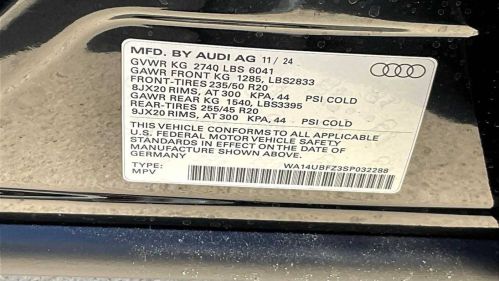 MFD. BY AUDI AG 11 / 24
GVWR KG 2740 LBS 6041
GAWR FRONT KG 1285, LBS2833
FRONT-TIRES 235/50 R20
8JX20 RIMS, AT 300 KPA, 44 PSI COLD
GAWR REAR KG 1540, LBS3395
REAR-TIRES 255/45 R20
9JX20 RIMS, AT 300 KPA, 44 PSI COLD
THIS VEHICLE CONFORMS TO ALL APPLICABLE
U.S. FEDERAL MOTOR VEHICLE SAFETY
STANDARDS IN EFFECT ON THE DATE OF
MANUFACTURE SHOWN ABOVE.
GERMANY WA14UBFZ3SP032288
TYPE:
MPV